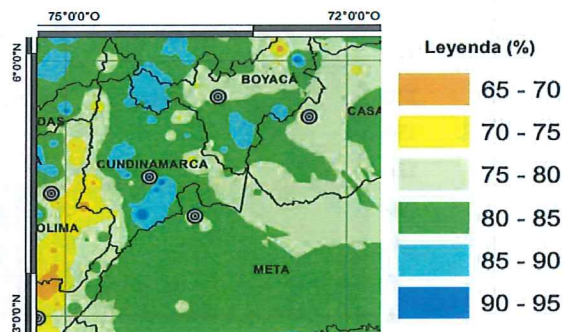 75°0'0"O 72°0'0"O
6°0'0"N
Leyenda (%)
BOYACÁ
65 - 70
DAS
CASA
70 - 75
A
CUNDINAMARCA
75 - 80
OLIMA
80 - 85
META
85 - 90
3°0'0"N
90 - 95